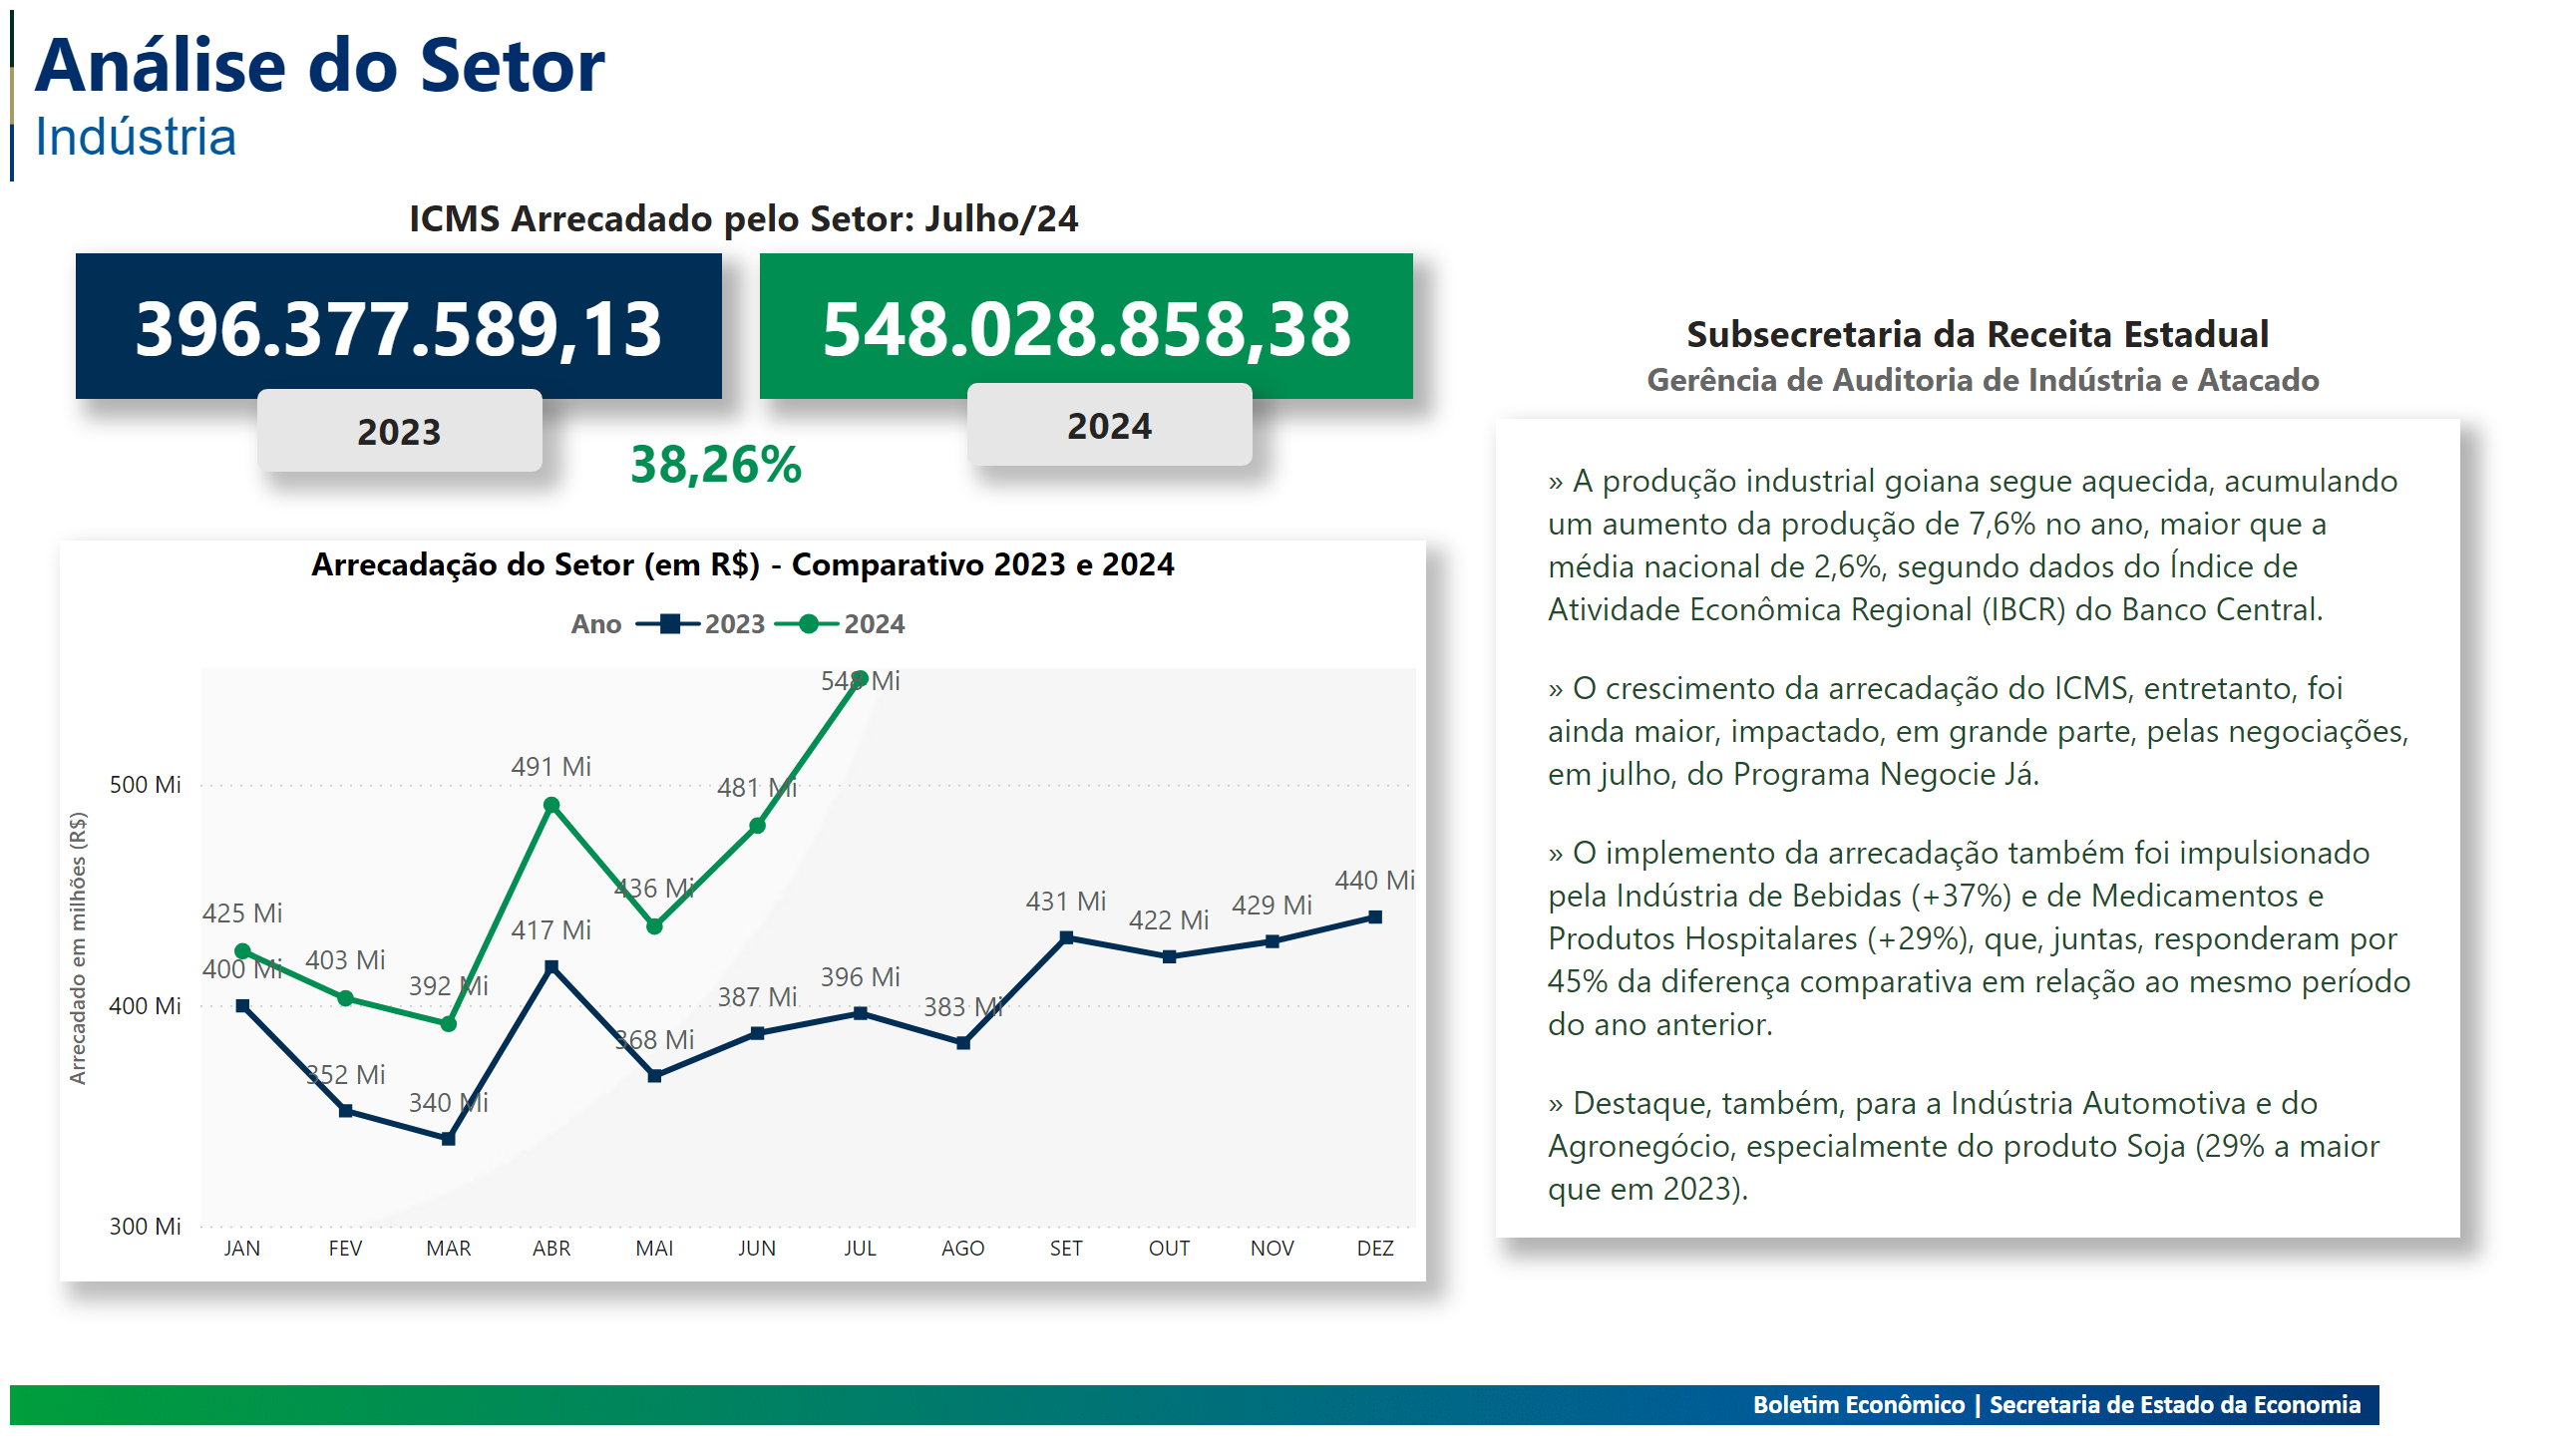 Análise do Setor
Indústria
ICMS Arrecadado pelo Setor: Julho/24
396.377.589,13
548.028.858,38
2023
2024
38,26%
Arrecadação do Setor (em R$) - Comparativo 2023 e 2024
Ano 2023 2024
Arrecadado em milhões (R$)
500 Mi
400 Mi
300 Mi
425 Mi
403 Mi
392 Mi
491 Mi
436 Mi
481 Mi
548 Mi
400 Mi
352 Mi
340 Mi
417 Mi
368 Mi
387 Mi
396 Mi
383 Mi
431 Mi
422 Mi
429 Mi
440 Mi
JAN FEV MAR ABR MAI JUN JUL AGO SET OUT NOV DEZ
Subsecretaria da Receita Estadual
Gerência de Auditoria de Indústria e Atacado
» A produção industrial goiana segue aquecida, acumulando
um aumento da produção de 7,6% no ano, maior que a
média nacional de 2,6%, segundo dados do Índice de
Atividade Econômica Regional (IBCR) do Banco Central.
» O crescimento da arrecadação do ICMS, entretanto, foi
ainda maior, impactado, em grande parte, pelas negociações,
em julho, do Programa Negocie Já.
» O implemento da arrecadação também foi impulsionado
pela Indústria de Bebidas (+37%) e de Medicamentos e
Produtos Hospitalares (+29%), que, juntas, responderam por
45% da diferença comparativa em relação ao mesmo período
do ano anterior.
» Destaque, também, para a Indústria Automotiva e do
Agronegócio, especialmente do produto Soja (29% a maior
que em 2023).
Boletim Econômico | Secretaria de Estado da Economia